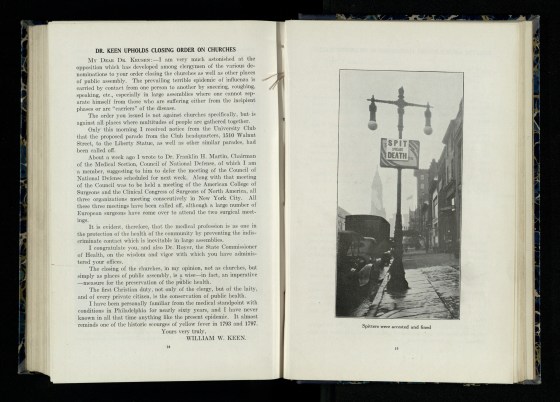 DR. KEEN UPHOLDS CLOSING ORDER ON CHURCHES
MY DEAR DR. KRUSEN:—I am very much astonished at the
opposition which has developed among clergymen of the various de-
nominations to your order closing the churches as well as other places
of public assembly. The prevailing terrible epidemic of influenza is
carried by contact from one person to another by sneezing, coughing,
speaking, etc., especially in large assemblies where one cannot sep-
arate himself from those who are suffering either from the incipient
phases or are "carriers" of the disease.
The order you issued is not against churches specifically, but is
against all places where multitudes of people are gathered together.
Only this morning I received notice from the University Club
that the proposed parade from the Club headquarters, 1510 Walnut
Street, to the Liberty Statue, as well as other similar parades, had
been called off.
About a week ago I wrote to Dr. Franklin H. Martin, Chairman
of the Medical Section, Council of National Defense, of which I am
a member, suggesting to him to defer the meeting of the Council of
National Defense scheduled for next week. Along with that meeting
of the Council was to be held a meeting of the American College of
Surgeons and the Clinical Congress of Surgeons of North America, all
three organizations meeting consecutively in New York City. All
these three meetings have been called off, although a large number of
European surgeons have come over to attend the two surgical meet-
ings.
It is evident, therefore, that the medical profession is as one in
the protection of the health of the community by preventing the indis-
criminate contact which is inevitable in large assemblies.
I congratulate you, and also Dr. Royer, the State Commissioner
of Health, on the wisdom and vigor with which you have adminis-
tered your offices.
The closing of the churches, in my opinion, not as churches, but
simply as places of public assembly, is a wise—in fact, an imperative
—measure for the preservation of the public health.
The first Christian duty, not only of the clergy, but of the laity,
and of every private citizen, is the conservation of public health.
I have been personally familiar from the medical standpoint with
conditions in Philadelphia for nearly sixty years, and I have never
known in all that time anything like the present epidemic. It almost
reminds one of the historic scourges of yellow fever in 1793 and 1797.
Yours very truly,
WILLIAM W. KEEN.
SPIT
SPREADS
DEATH
Spitters were arrested and fined